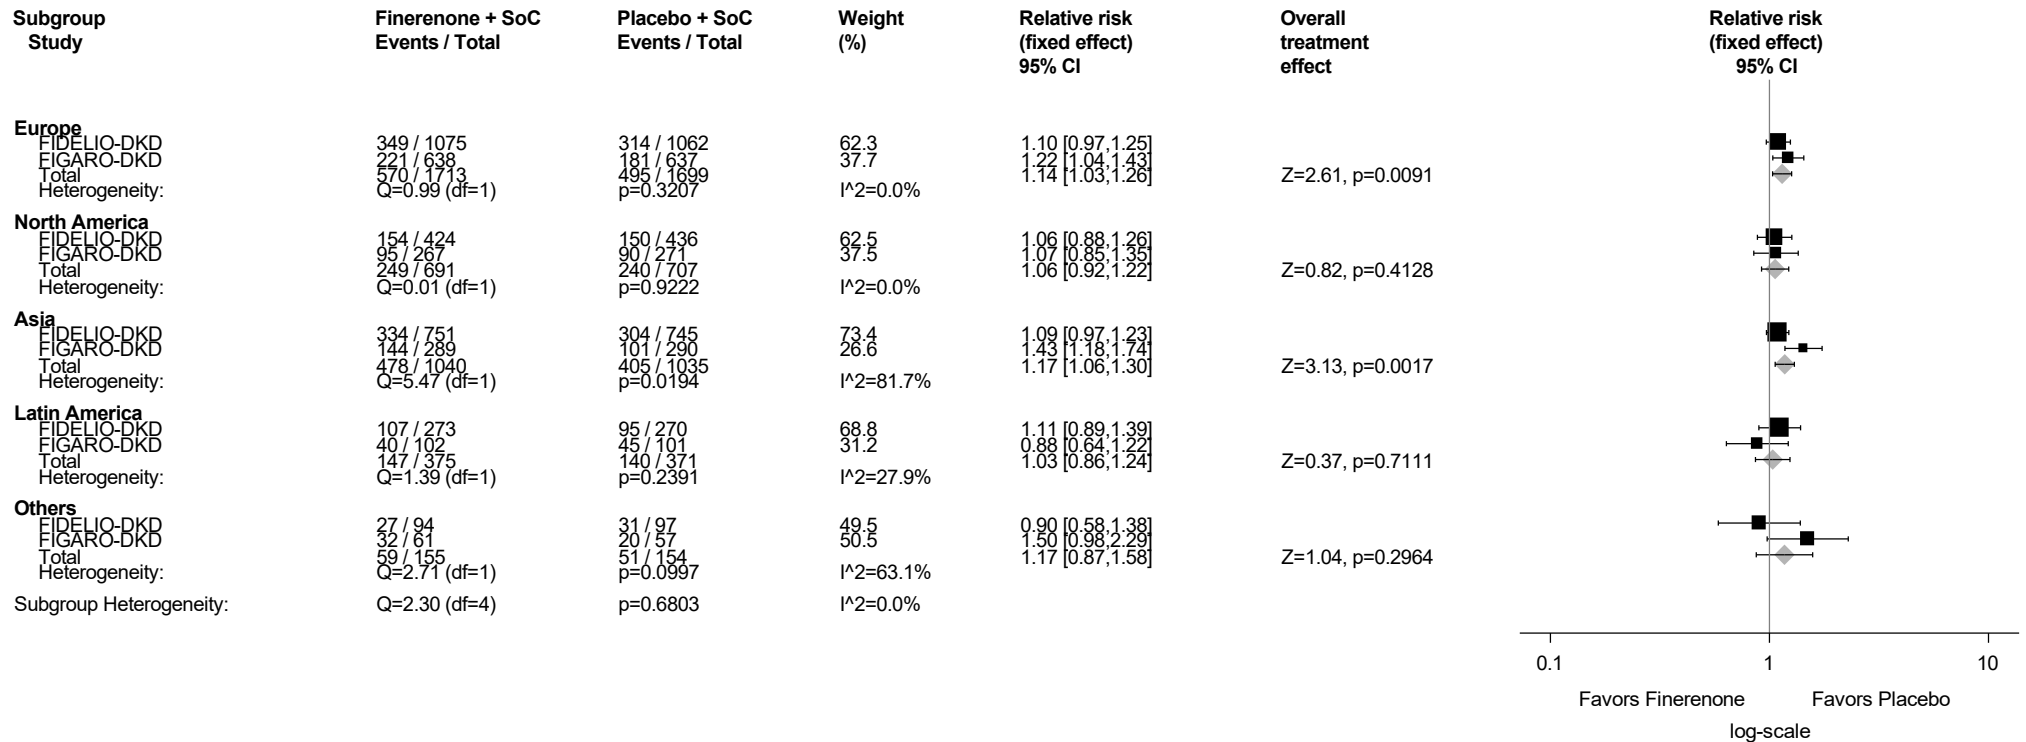 Subgroup Finerenone + SoC Placebo + SoC Weight Relative risk Overall Relative risk
Study Events / Total Events / Total (%) (fixed effect) treatment (fixed effect)
95% CI effect 95% CI
Europe
FIDELIO-DKD 349 / 1075 314 / 1062 62.3 1.10 [0.97,1.25]
FIGARO-DKD 221 / 638 181 / 637 37.7 1.22 [1.04,1.43]
Total 570 / 1713 495 / 1699 1.14 [1.03,1.26] Z=2.61, p=0.0091
Heterogeneity: Q=0.99 (df=1) p=0.3207 I^2=0.0%
North America
FIDELIO-DKD 154 / 424 150 / 436 62.5 1.06 [0.88,1.26]
FIGARO-DKD 95 / 267 90 / 271 37.5 1.07 [0.85,1.35]
Total 249 / 691 240 / 707 1.06 [0.92,1.22] Z=0.82, p=0.4128
Heterogeneity: Q=0.01 (df=1) p=0.9222 I^2=0.0%
Asia
FIDELIO-DKD 334 / 751 304 / 745 73.4 1.09 [0.97,1.23]
FIGARO-DKD 144 / 289 101 / 290 26.6 1.43 [1.18,1.74]
Total 478 / 1040 405 / 1035 1.17 [1.06,1.30] Z=3.13, p=0.0017
Heterogeneity: Q=5.47 (df=1) p=0.0194 I^2=81.7%
Latin America
FIDELIO-DKD 107 / 273 95 / 270 68.8 1.11 [0.89,1.39]
FIGARO-DKD 40 / 102 45 / 101 31.2 0.88 [0.64,1.22]
Total 147 / 375 140 / 371 1.03 [0.86,1.24] Z=0.37, p=0.7111
Heterogeneity: Q=1.39 (df=1) p=0.2391 I^2=27.9%
Others
FIDELIO-DKD 27 / 94 31 / 97 49.5 0.90 [0.58,1.38]
FIGARO-DKD 32 / 61 20 / 57 50.5 1.50 [0.98,2.29]
Total 59 / 155 51 / 154 1.17 [0.87,1.58] Z=1.04, p=0.2964
Heterogeneity: Q=2.71 (df=1) p=0.0997 I^2=63.1%
Subgroup Heterogeneity: Q=2.30 (df=4) p=0.6803 I^2=0.0%
0.1 1 10
Favors Finerenone Favors Placebo
log-scale